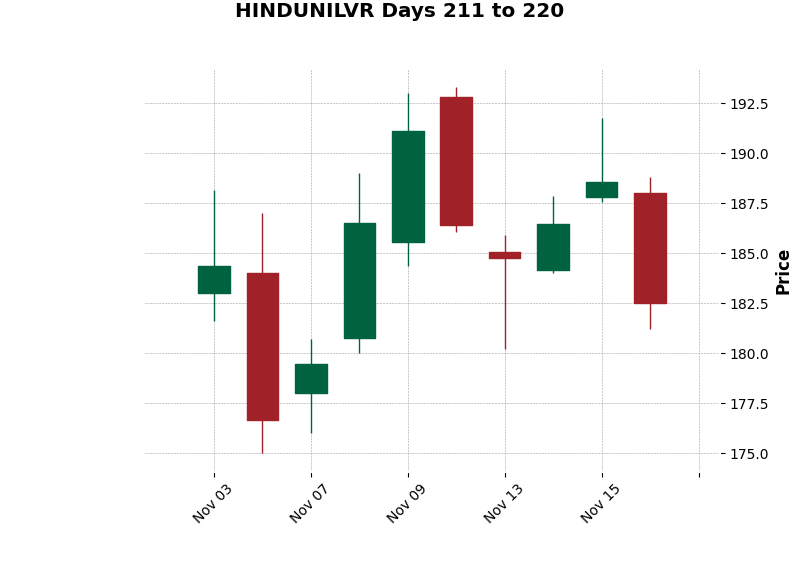 HINDUNILVR Days 211 to 220
192.5
190.0
187.5
185.0
182.5
180.0
177.5
175.0
Price
Nov 03
Nov 07
Nov 09
Nov 13
Nov 15